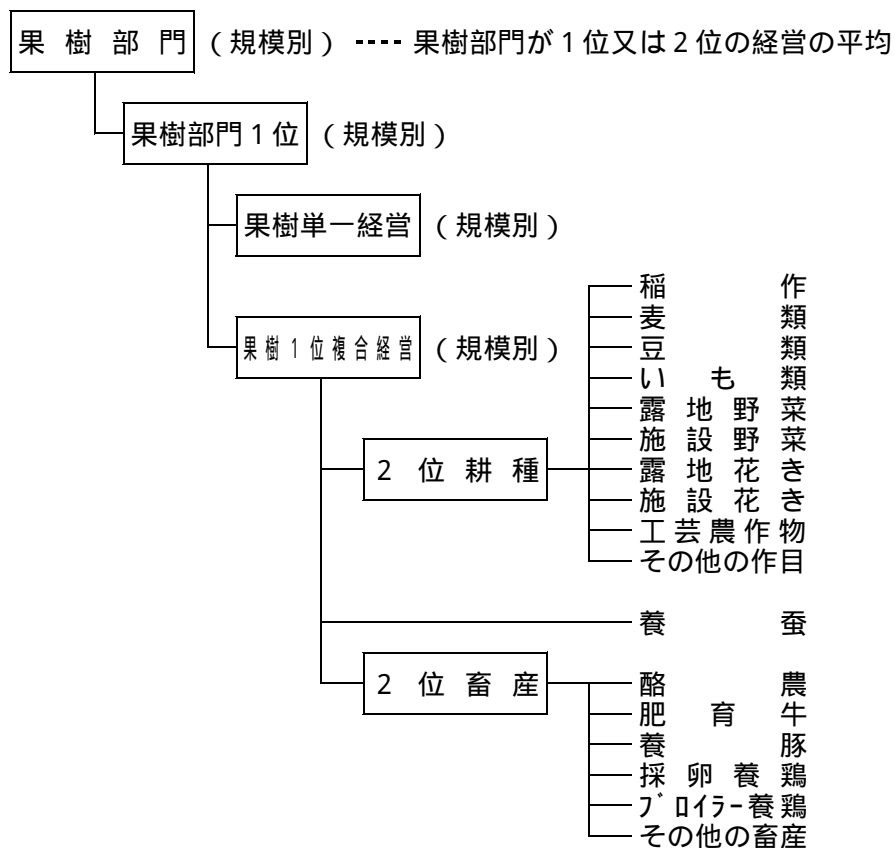 果樹部門 (規模別) ---- 果樹部門が1位又は2位の経営の平均
果樹部門1位 (規模別)
果樹単一経営 (規模別)
果樹1位複合経営 (規模別)
稲作
麦類
豆類
いも類
露地野菜
施設野菜
2位耕種
露地花き
施設花き
工芸農作物
その他の作目
養蚕
2位畜産
酪農
肥育牛
養豚
採卵養鶏
ブロイラー養鶏
その他の畜産